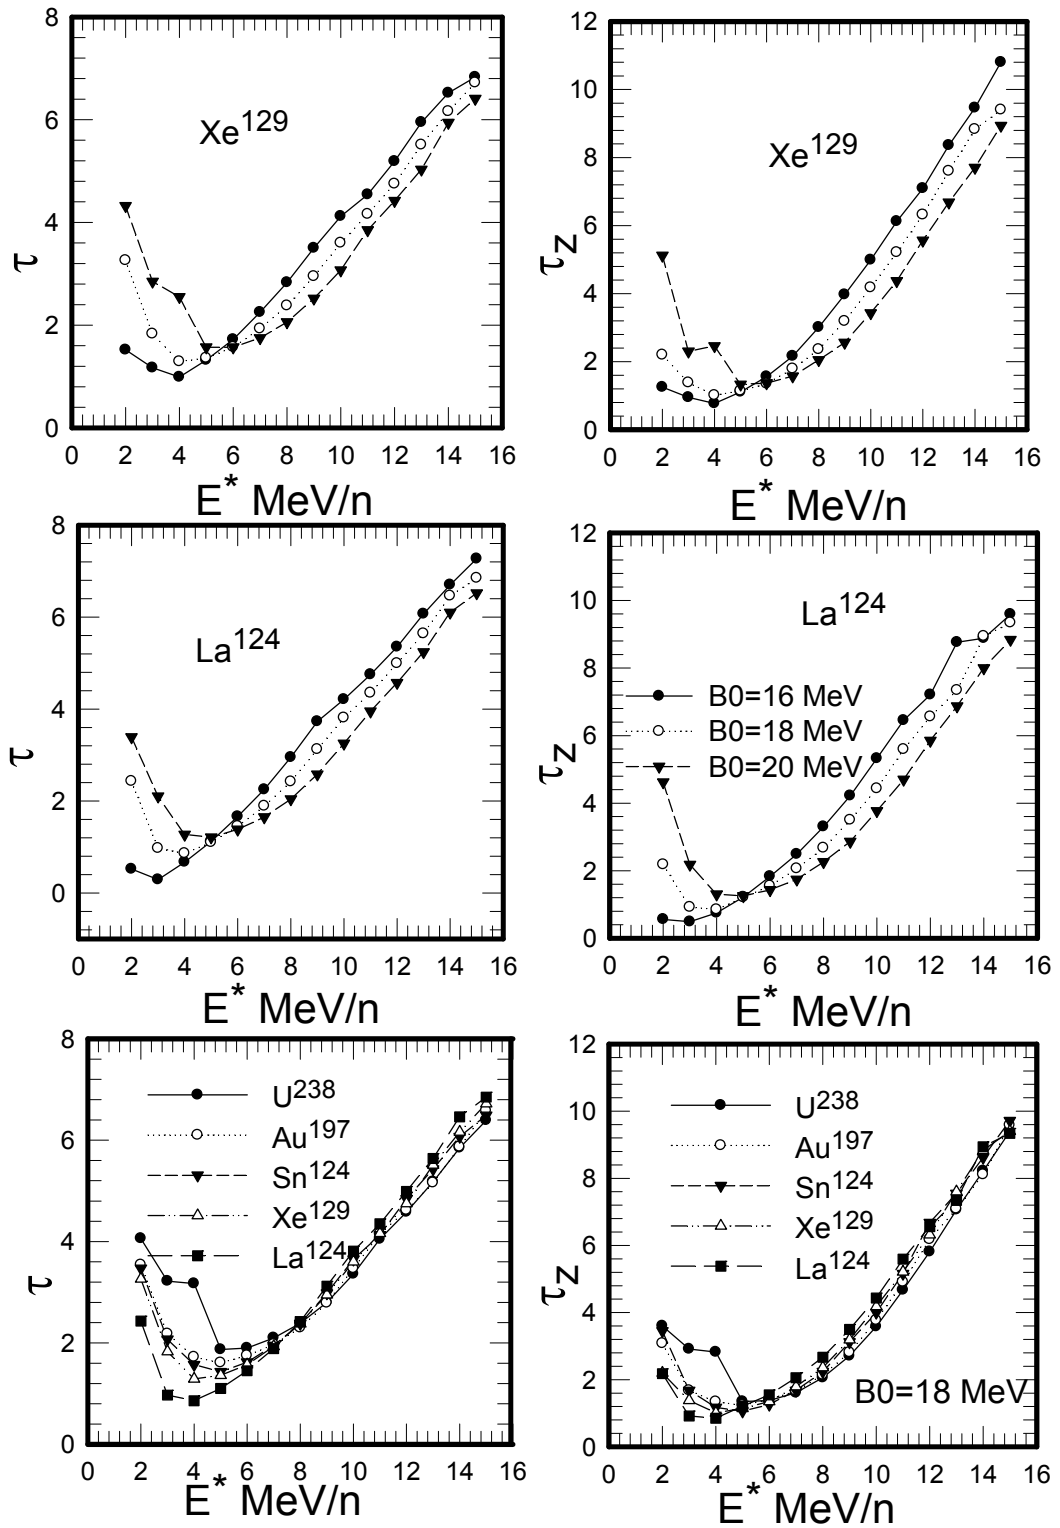 8
6
4
2
0
τ
Xe129
0 2 4 6 8 10 12 14 16
E* MeV/n
12
10
8
6
4
2
0
τZ
Xe129
0 2 4 6 8 10 12 14 16
E* MeV/n
8
6
4
2
0
τ
La124
0 2 4 6 8 10 12 14 16
E* MeV/n
12
10
8
6
4
2
0
τZ
La124
B0=16 MeV
B0=18 MeV
B0=20 MeV
0 2 4 6 8 10 12 14 16
E* MeV/n
8
6
4
2
0
τ
U238
Au197
Sn124
Xe129
La124
0 2 4 6 8 10 12 14 16
E* MeV/n
12
10
8
6
4
2
0
τZ
U238
Au197
Sn124
Xe129
La124
B0=18 MeV
0 2 4 6 8 10 12 14 16
E* MeV/n